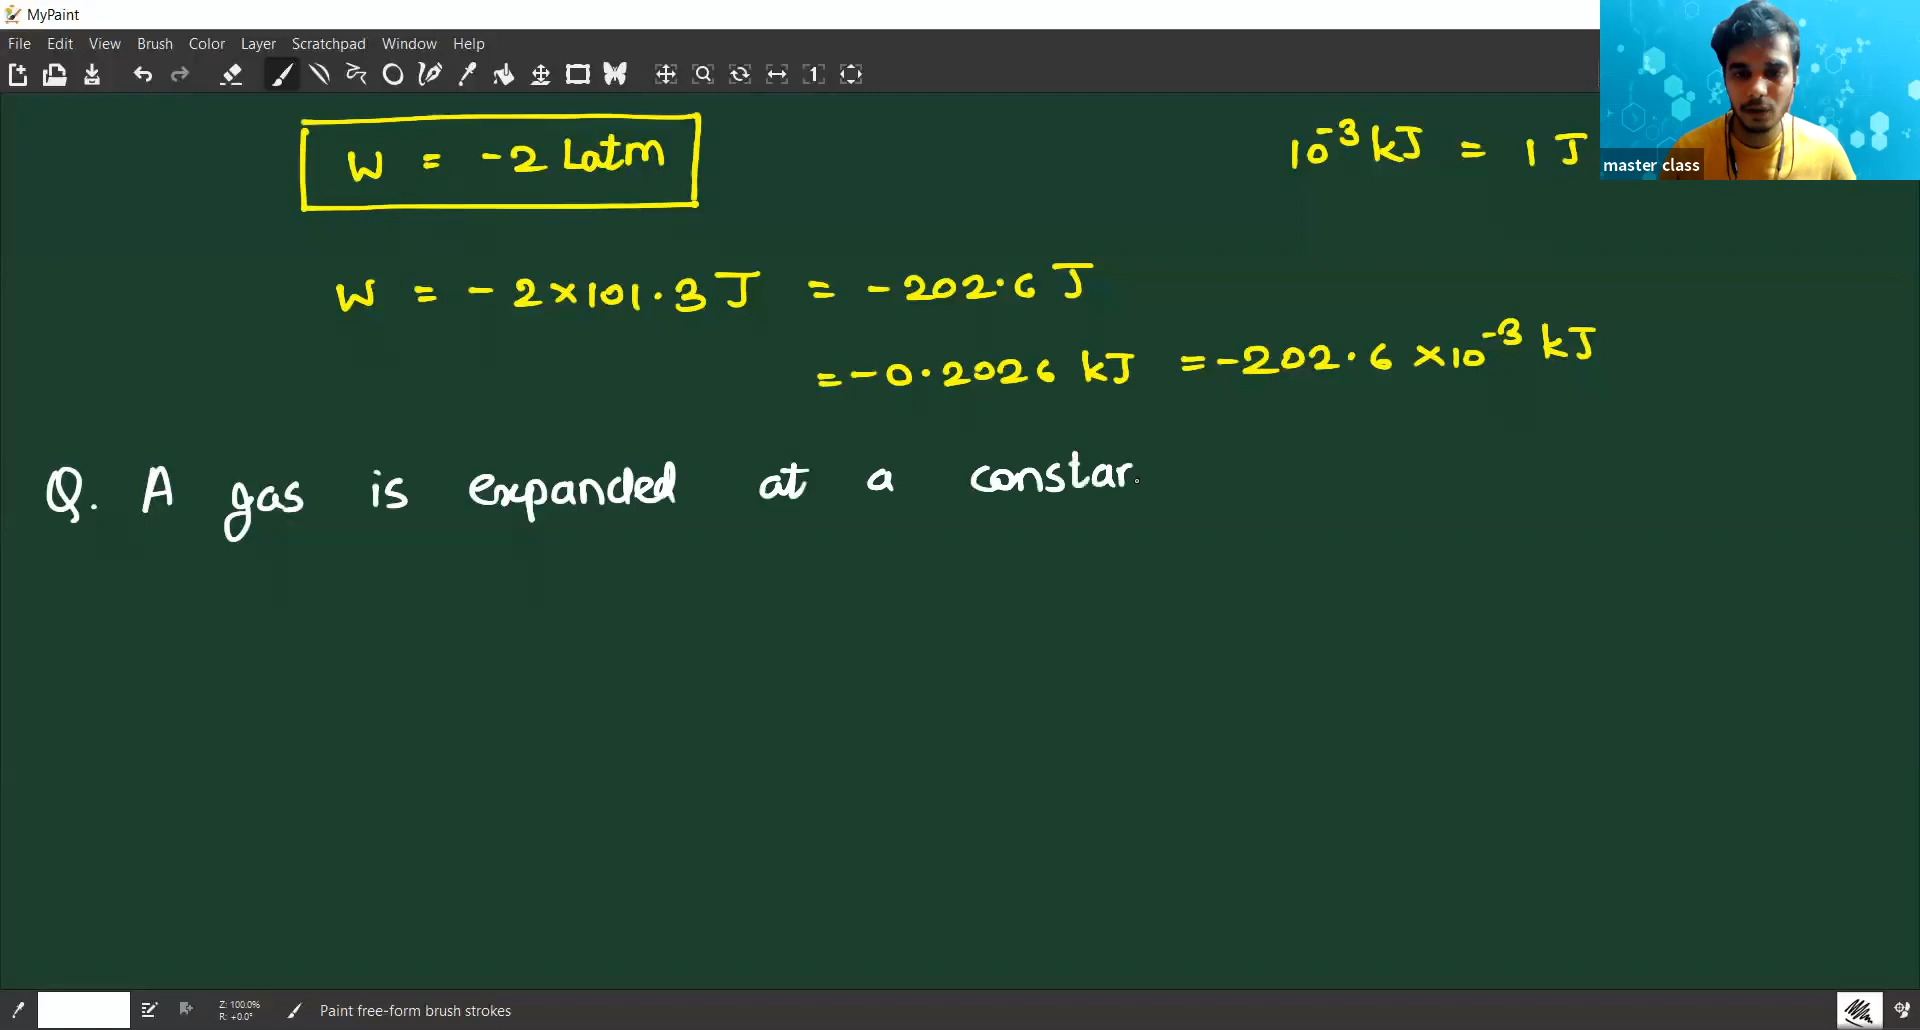 MyPaint
File Edit View Brush Color Layer Scratchpad Window Help
1
W = -2 Latm
10⁻³ kJ = 1 J
master class
W = - 2×101.3 J = -202.6 J
= -0.2026 kJ = -202.6 ×10⁻³ kJ
Q. A gas is expanded at a constar
Z: 100.0%
R: +0.0°
Paint free-form brush strokes